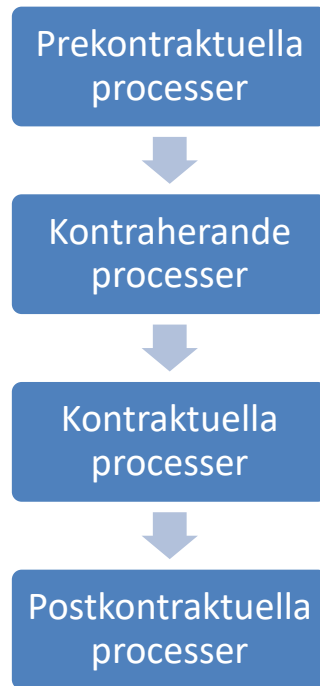 Prekontraktuella
processer
Kontraherande
processer
Kontraktuella
processer
Postkontraktuella
processer